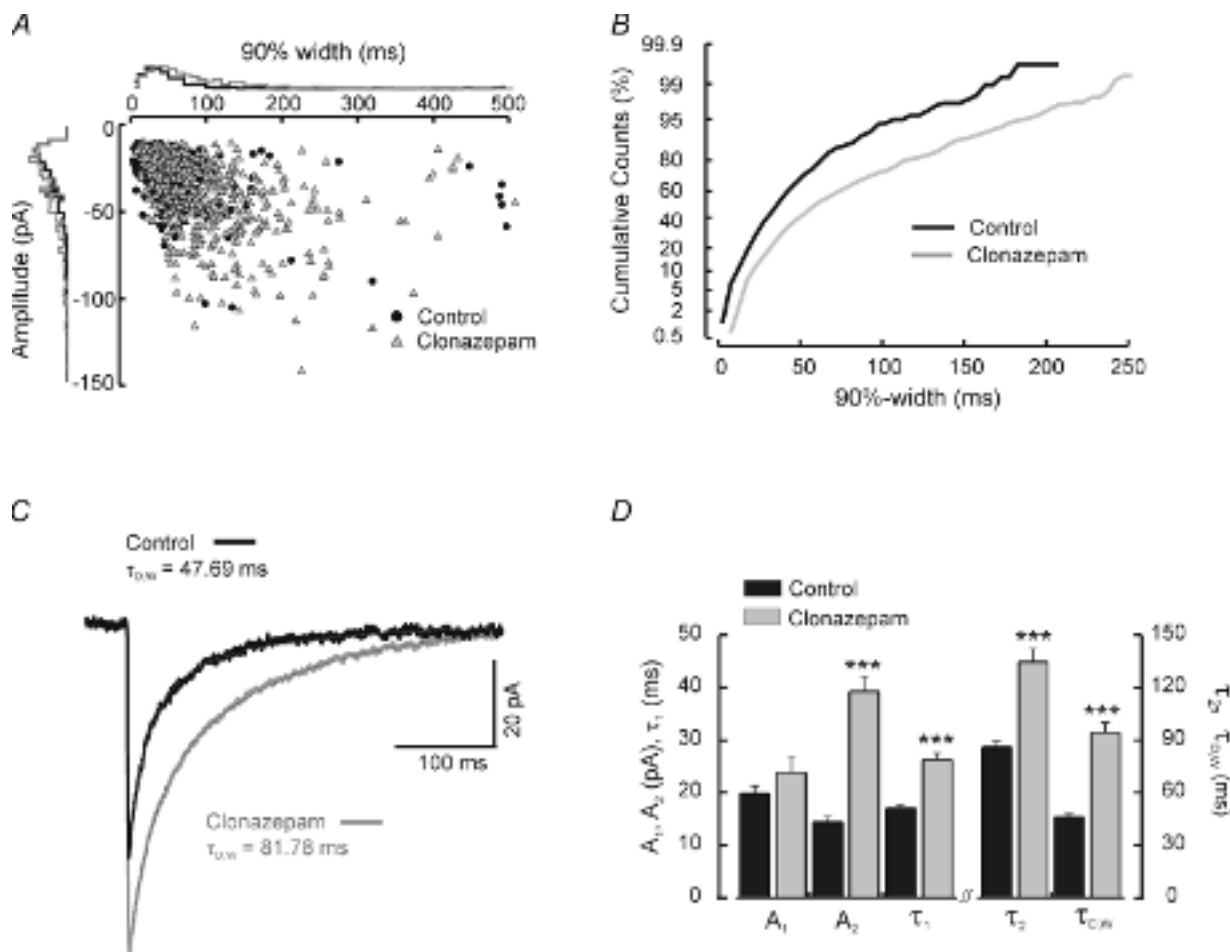 A
90% width (ms)
0 100 200 300 400 500
Amplitude (pA)
0
-50
-100
-150
Control
Clonazepam
B
Cumulative Counts (%)
99.9
99
95
80
60
40
20
10
5
2
0.5
Control
Clonazepam
0 50 100 150 200 250
90%-width (ms)
C
Control
τD,W = 47.69 ms
20 pA
100 ms
Clonazepam
τD,W = 81.78 ms
D
Control
Clonazepam
A1, A2 (pA), τ1 (ms)
50
40
30
20
10
0
*** *** *** ***
150
120
90
60
30
0
τ2, τD,W (ms)
A1 A2 τ1 // τ2 τD,W